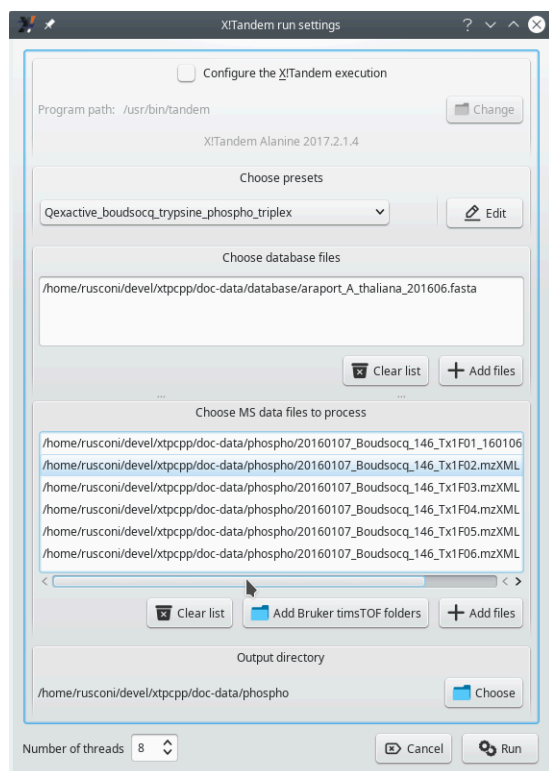 X!Tandem run settings
Configure the X!Tandem execution
Program path: /usr/bin/tandem
Change
X!Tandem Alanine 2017.2.1.4
Choose presets
Qexactive_boudsocq_trypsine_phospho_triplex
Edit
Choose database files
/home/rusconi/devel/xtpcpp/doc-data/database/araport_A_thaliana_201606.fasta
Clear list
Add files
Choose MS data files to process
/home/rusconi/devel/xtpcpp/doc-data/phospho/20160107_Boudsocq_146_Tx1F01_160106
/home/rusconi/devel/xtpcpp/doc-data/phospho/20160107_Boudsocq_146_Tx1F02.mzXML
/home/rusconi/devel/xtpcpp/doc-data/phospho/20160107_Boudsocq_146_Tx1F03.mzXML
/home/rusconi/devel/xtpcpp/doc-data/phospho/20160107_Boudsocq_146_Tx1F04.mzXML
/home/rusconi/devel/xtpcpp/doc-data/phospho/20160107_Boudsocq_146_Tx1F05.mzXML
/home/rusconi/devel/xtpcpp/doc-data/phospho/20160107_Boudsocq_146_Tx1F06.mzXML
Clear list
Add Bruker timsTOF folders
Add files
Output directory
/home/rusconi/devel/xtpcpp/doc-data/phospho
Choose
Number of threads 8
Cancel
Run